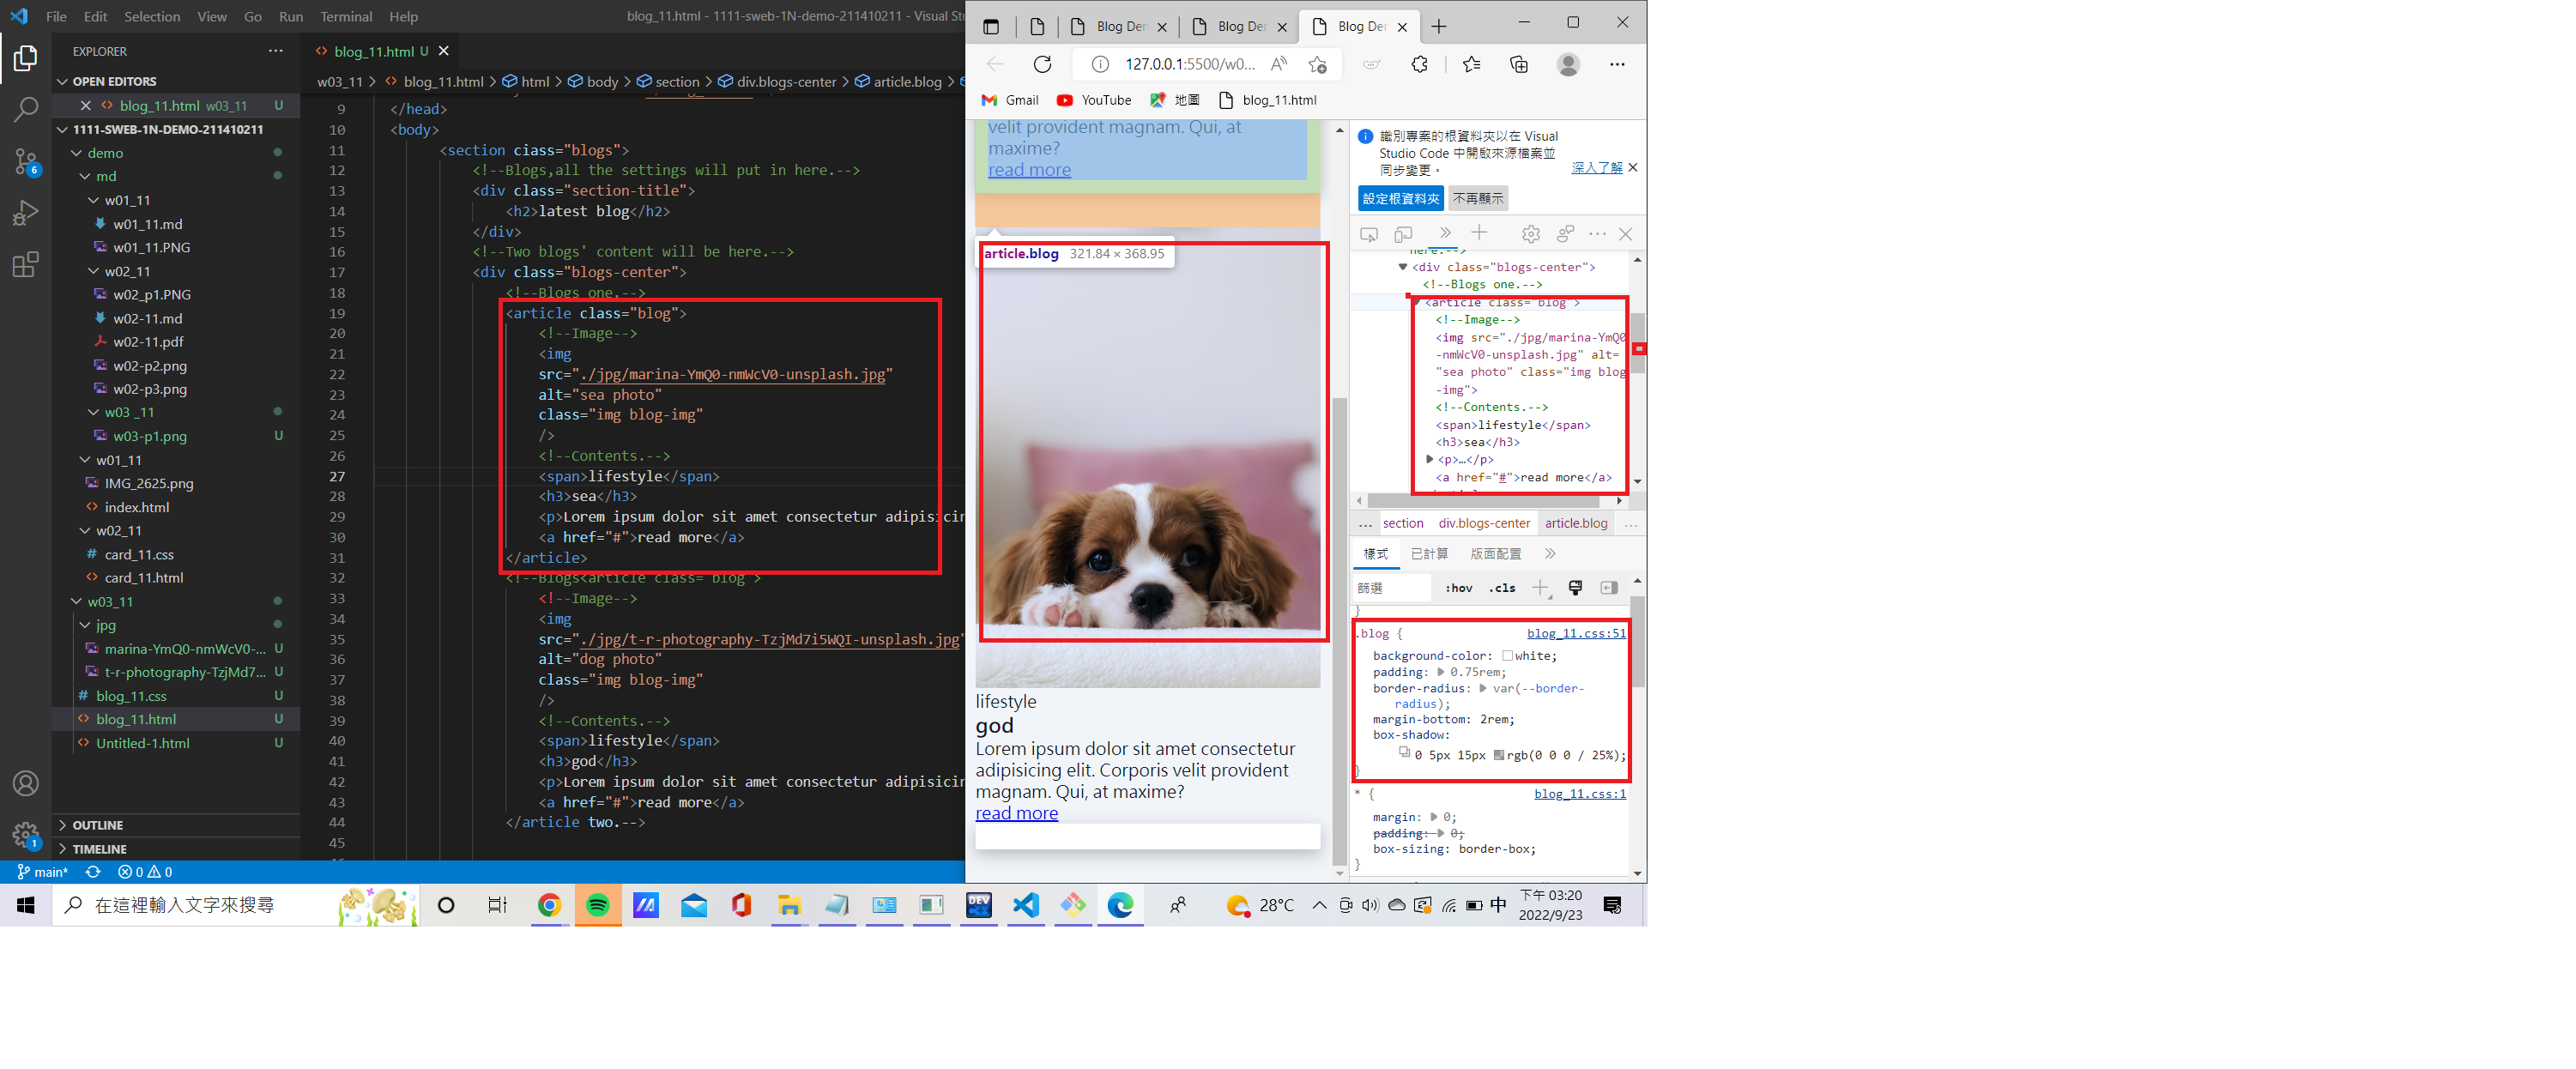 File Edit Selection View Go Run Terminal Help
blog_11.html - 1111-sweb-1N-demo-211410211 - Visual Stu
EXPLORER
OPEN EDITORS
blog_11.html w03_11 U
1111-SWEB-1N-DEMO-211410211
demo
md
w01_11
w01_11.md
w01_11.PNG
w02_11
w02_p1.PNG
w02-11.md
w02-11.pdf
w02-p2.png
w02-p3.png
w03 _11
w03-p1.png U
w01_11
IMG_2625.png
index.html
w02_11
card_11.css
card_11.html
w03_11
jpg
marina-YmQ0-nmWcV0-... U
t-r-photography-TzjMd7... U
blog_11.css U
blog_11.html U
Untitled-1.html U
OUTLINE
TIMELINE
main* 0 0
6
1
blog_11.html U
w03_11 > blog_11.html > html > body > section > div.blogs-center > article.blog >
9 </head>
10 <body>
11 <section class="blogs">
12 <!--Blogs,all the settings will put in here.-->
13 <div class="section-title">
14 <h2>latest blog</h2>
15 </div>
16 <!--Two blogs' content will be here.-->
17 <div class="blogs-center">
18 <!--Blogs one.-->
19 <article class="blog">
20 <!--Image-->
21 <img
22 src="./jpg/marina-YmQ0-nmWcV0-unsplash.jpg"
23 alt="sea photo"
24 class="img blog-img"
25 />
26 <!--Contents.-->
27 <span>lifestyle</span>
28 <h3>sea</h3>
29 <p>Lorem ipsum dolor sit amet consectetur adipisicin
30 <a href="#">read more</a>
31 </article>
32 <!--Blogs<article class="blog">
33 <!--Image-->
34 <img
35 src="./jpg/t-r-photography-TzjMd7i5WQI-unsplash.jpg"
36 alt="dog photo"
37 class="img blog-img"
38 />
39 <!--Contents.-->
40 <span>lifestyle</span>
41 <h3>god</h3>
42 <p>Lorem ipsum dolor sit amet consectetur adipisicin
43 <a href="#">read more</a>
44 </article two.-->
45
Blog Der Blog Der Blog Der
127.0.0.1:5500/w0...
Gmail YouTube 地圖 blog_11.html
velit provident magnam. Qui, at
maxime?
read more
article.blog 321.84 × 368.95
lifestyle
god
Lorem ipsum dolor sit amet consectetur
adipisicing elit. Corporis velit provident
magnam. Qui, at maxime?
read more
識別專案的根資料夾以在 Visual
Studio Code 中開啟來源檔案並
同步變更。 深入了解
設定根資料夾 不再顯示
here.-->
<div class="blogs-center">
<!--Blogs one.-->
<article class="blog">
<!--Image-->
<img src="./jpg/marina-YmQ0
-nmWcV0-unsplash.jpg" alt=
"sea photo" class="img blog
-img">
<!--Contents.-->
<span>lifestyle</span>
<h3>sea</h3>
<p>…</p>
<a href="#">read more</a>
... section div.blogs-center article.blog ...
樣式 已計算 版面配置
篩選 :hov .cls
}
.blog { blog_11.css:51
background-color: white;
padding: 0.75rem;
border-radius: var(--border-
radius);
margin-bottom: 2rem;
box-shadow:
0 5px 15px rgb(0 0 0 / 25%);
}
* { blog_11.css:1
margin: 0;
padding: 0;
box-sizing: border-box;
}
在這裡輸入文字來搜尋
DEV
28°C
中
下午 03:20
2022/9/23